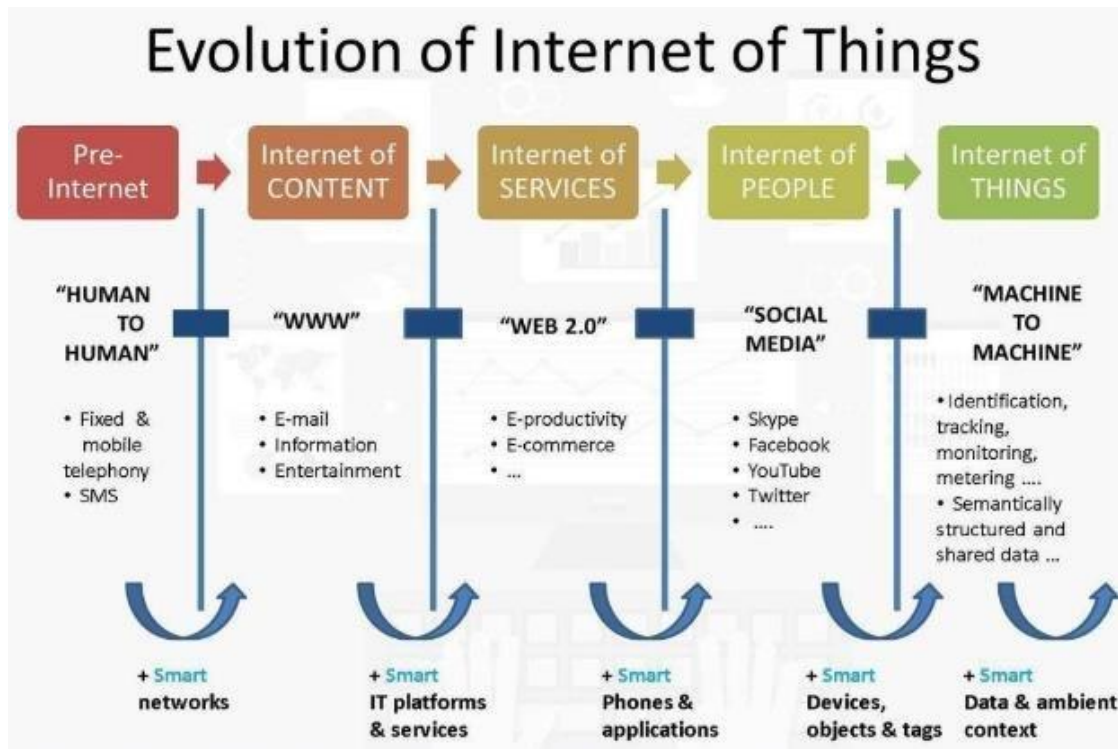 Evolution of Internet of Things
Pre-
Internet
Internet of
CONTENT
Internet of
SERVICES
Internet of
PEOPLE
Internet of
THINGS
“HUMAN
TO
HUMAN”
• Fixed &
mobile
telephony
• SMS
“WWW”
• E-mail
• Information
• Entertainment
“WEB 2.0”
• E-productivity
• E-commerce
• ...
“SOCIAL
MEDIA”
• Skype
• Facebook
• YouTube
• Twitter
• ....
“MACHINE
TO
MACHINE”
• Identification,
tracking,
monitoring,
metering ....
• Semantically
structured and
shared data ...
+ Smart
networks
+ Smart
IT platforms
& services
+ Smart
Phones &
applications
+ Smart
Devices,
objects & tags
+ Smart
Data & ambient
context